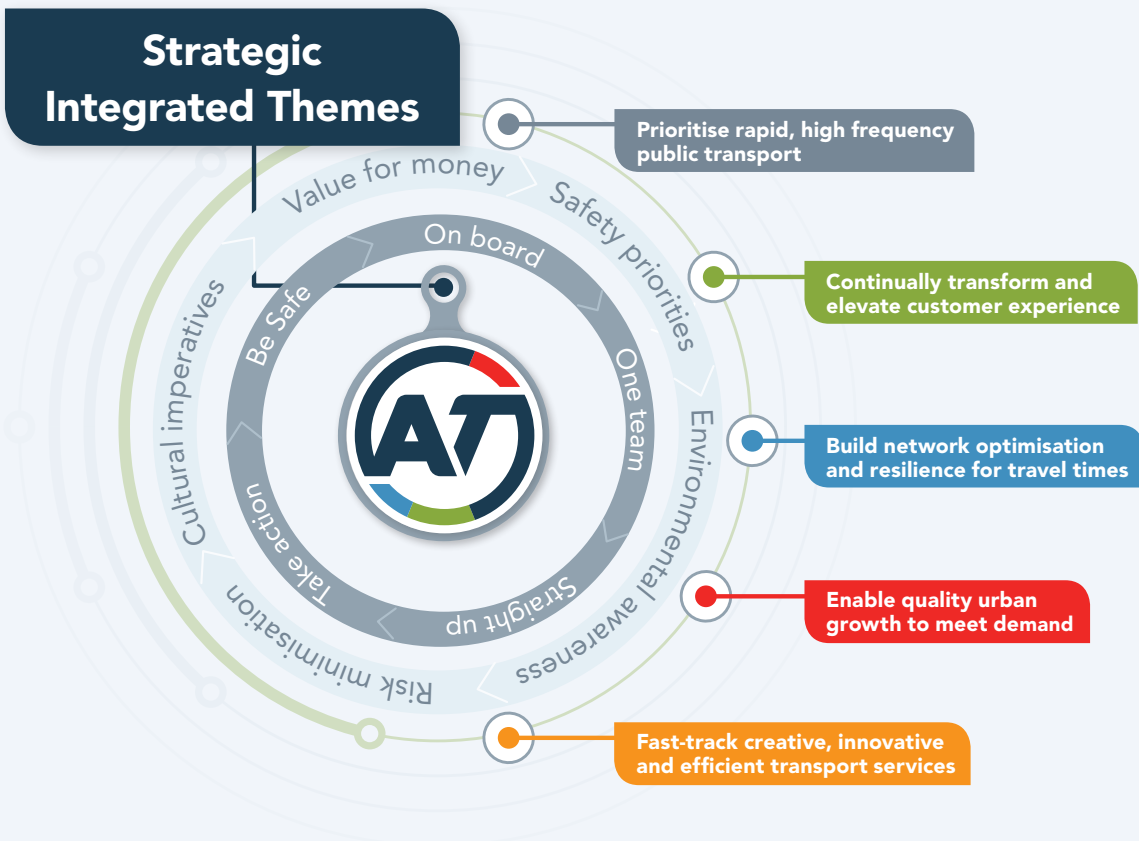 Strategic
Integrated Themes
Prioritise rapid, high frequency
public transport
Continually transform and
elevate customer experience
Build network optimisation
and resilience for travel times
Enable quality urban
growth to meet demand
Fast-track creative, innovative
and efficient transport services
Value for money
Safety priorities
Environmental awareness
Risk minimisation
Cultural imperatives
On board
One team
Straight up
Take action
Be Safe
AT